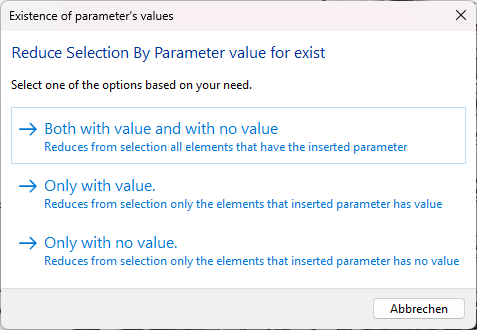 Existence of parameter's values
Reduce Selection By Parameter value for exist
Select one of the options based on your need.
Both with value and with no value
Reduces from selection all elements that have the inserted parameter
Only with value.
Reduces from selection only the elements that inserted parameter has value
Only with no value.
Reduces from selection only the elements that inserted parameter has no value
Abbrechen